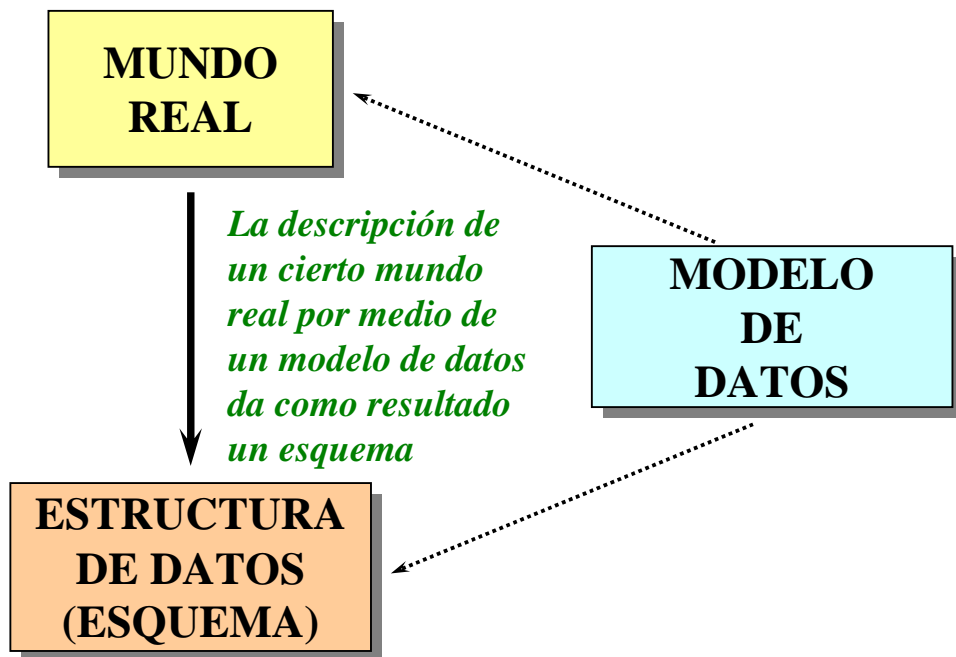 MUNDO
REAL
La descripción de
un cierto mundo
real por medio de
un modelo de datos
da como resultado
un esquema
MODELO
DE
DATOS
ESTRUCTURA
DE DATOS
(ESQUEMA)